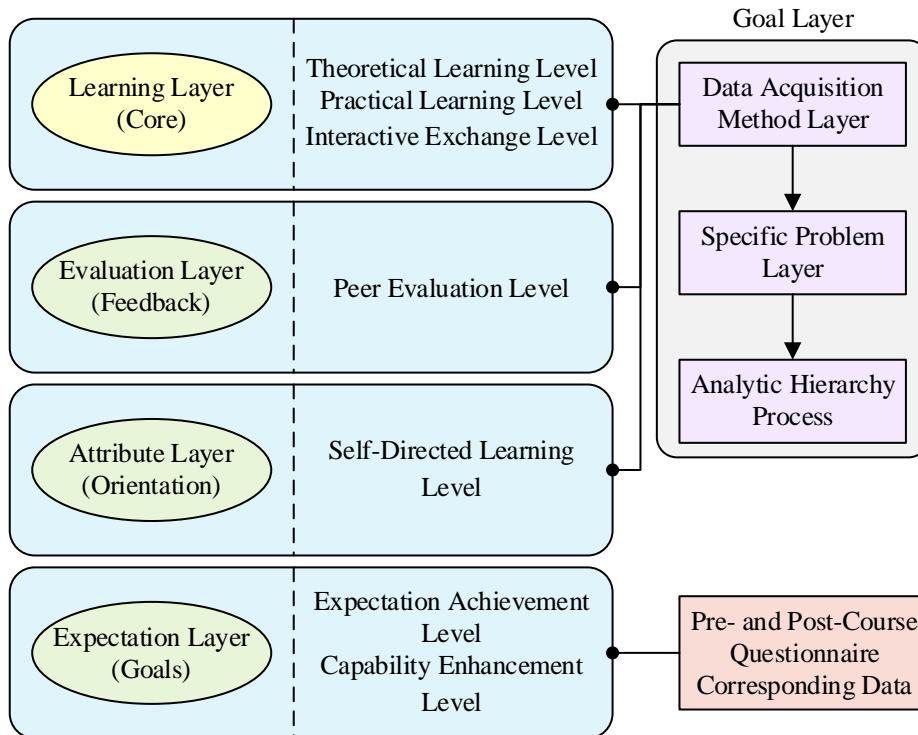 Goal Layer
Learning Layer
(Core)
Theoretical Learning Level
Practical Learning Level
Interactive Exchange Level
Data Acquisition
Method Layer
Evaluation Layer
(Feedback)
Peer Evaluation Level
Specific Problem
Layer
Analytic Hierarchy
Process
Attribute Layer
(Orientation)
Self-Directed Learning
Level
Expectation Layer
(Goals)
Expectation Achievement
Level
Capability Enhancement
Level
Pre- and Post-Course
Questionnaire
Corresponding Data